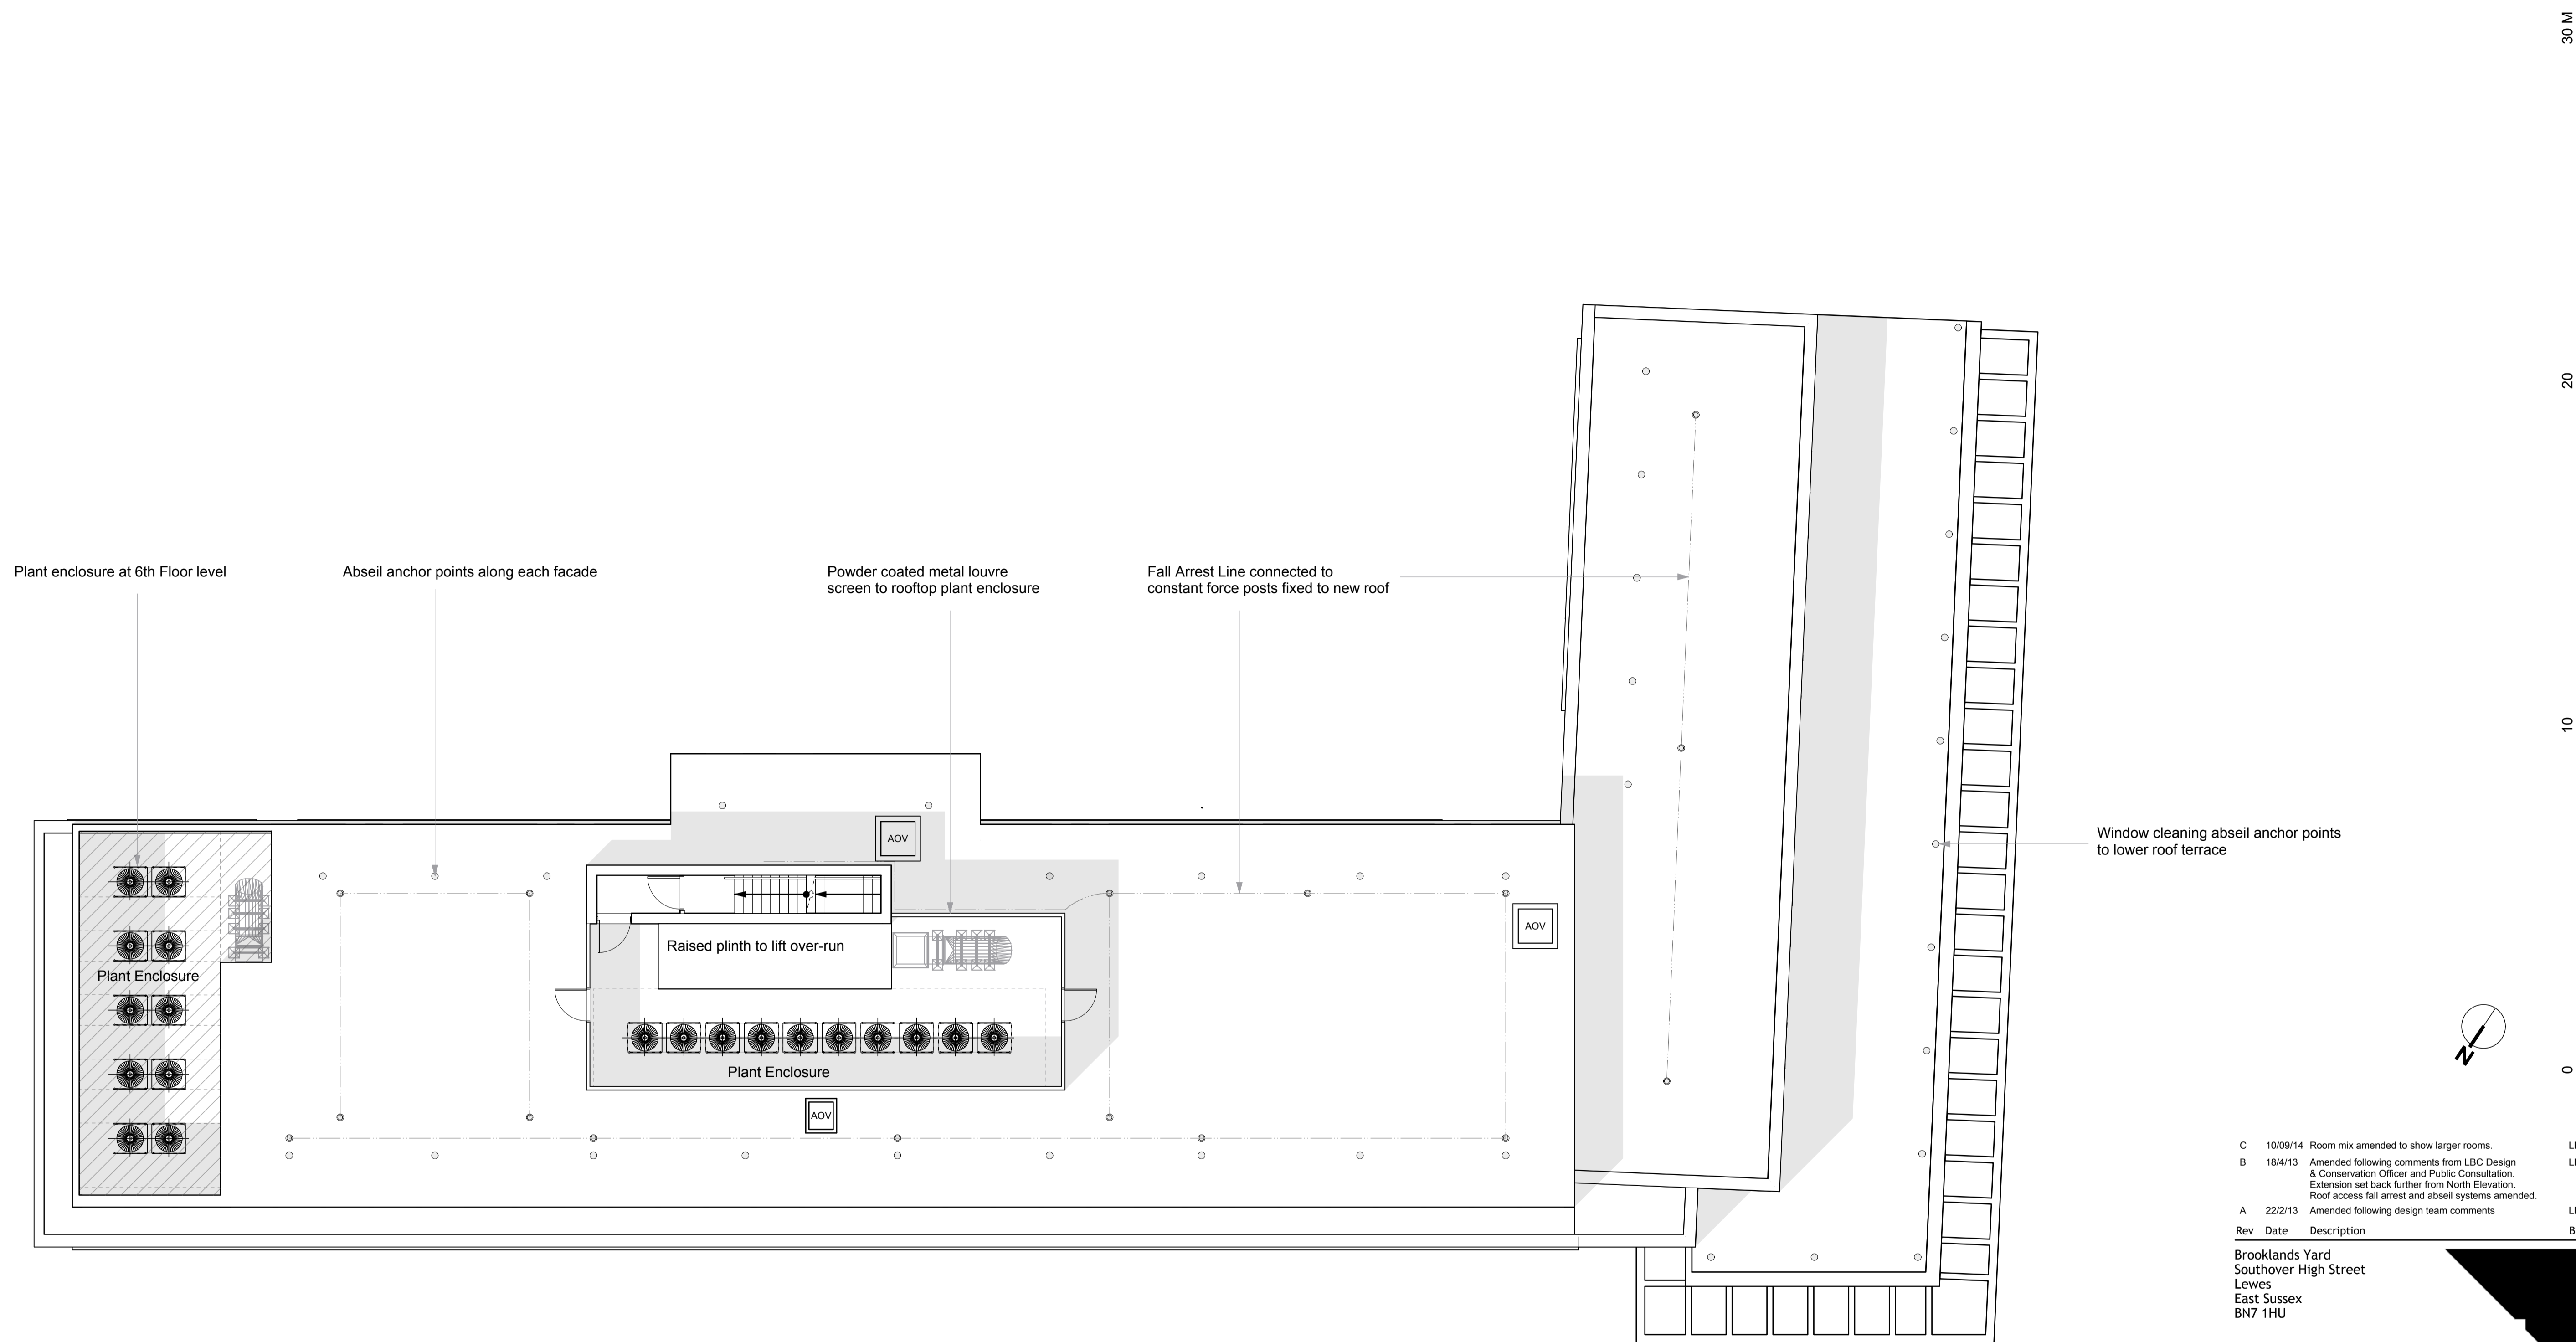 30 M
20
10
0
Plant enclosure at 6th Floor level
Abseil anchor points along each facade
Powder coated metal louvre
screen to rooftop plant enclosure
Fall Arrest Line connected to
constant force posts fixed to new roof
Window cleaning abseil anchor points
to lower roof terrace
AOV
AOV
Raised plinth to lift over-run
Plant Enclosure
Plant Enclosure
AOV
N
C 10/09/14 Room mix amended to show larger rooms.
B 18/4/13 Amended following comments from LBC Design
& Conservation Officer and Public Consultation.
Extension set back further from North Elevation.
Roof access fall arrest and abseil systems amended.
A 22/2/13 Amended following design team comments
Rev Date Description
Brooklands Yard
Southover High Street
Lewes
East Sussex
BN7 1HU